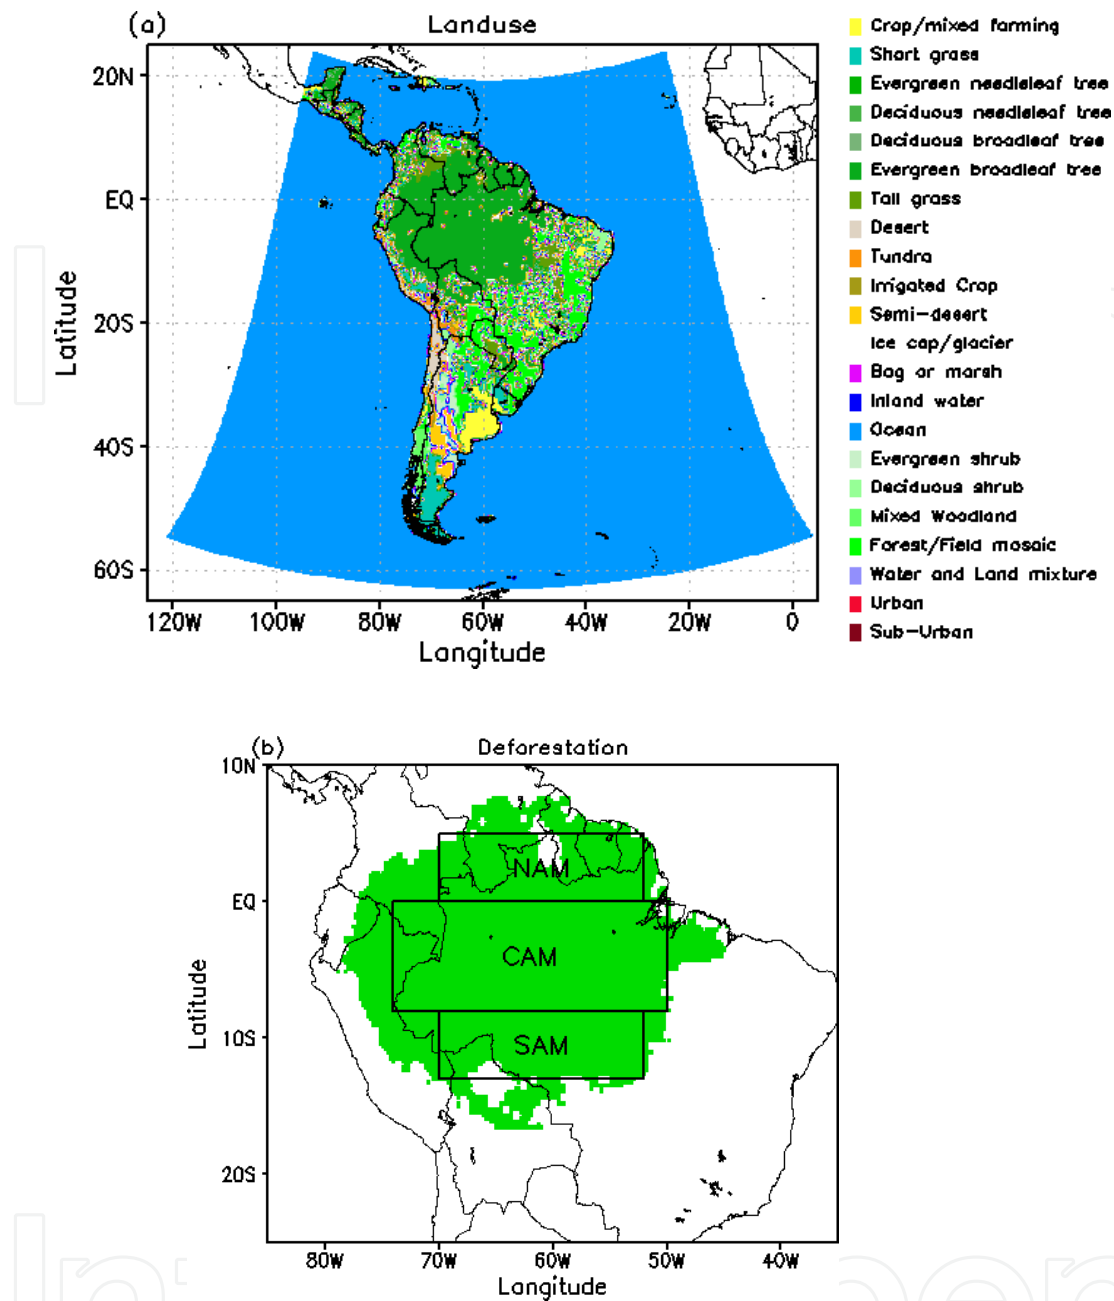 (a) Landuse
20N
EQ
20S
40S
60S
Latitude
120W 100W 80W 60W 40W 20W 0
Longitude
Crop/mixed farming
Short grass
Evergreen needleleaf tree
Deciduous needleleaf tree
Deciduous broadleaf tree
Evergreen broadleaf tree
Tall grass
Desert
Tundra
Irrigated Crop
Semi-desert
Ice cap/glacier
Bog or marsh
Inland water
Ocean
Evergreen shrub
Deciduous shrub
Mixed Woodland
Forest/Field mosaic
Water and Land mixture
Urban
Sub-Urban
(b) Deforestation
10N
EQ
10S
20S
Latitude
NAM
CAM
SAM
80W 70W 60W 50W 40W
Longitude